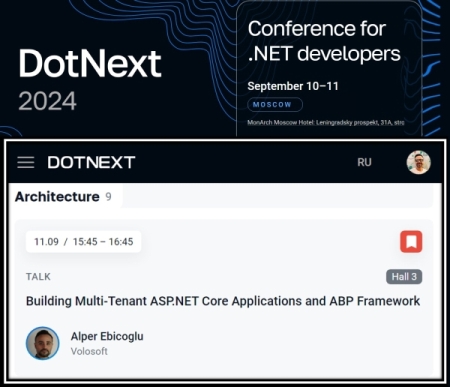 DotNext
2024
Conference for
.NET developers
September 10–11
MOSCOW
MonArch Moscow Hotel: Leningradsky prospekt, 31A, strs
DOTNEXT
RU
Architecture 9
11.09 / 15:45 – 16:45
TALK
Hall 3
Building Multi-Tenant ASP.NET Core Applications and ABP Framework
Alper Ebicoglu
Volosoft